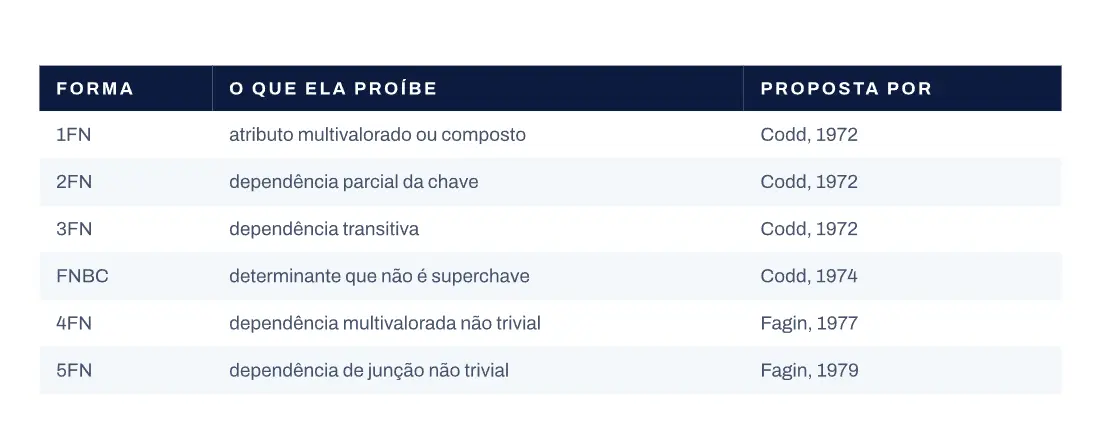 FORMA O QUE ELA PROÍBE PROPOSTA POR
1FN atributo multivalorado ou composto Codd, 1972
2FN dependência parcial da chave Codd, 1972
3FN dependência transitiva Codd, 1972
FNBC determinante que não é superchave Codd, 1974
4FN dependência multivalorada não trivial Fagin, 1977
5FN dependência de junção não trivial Fagin, 1979